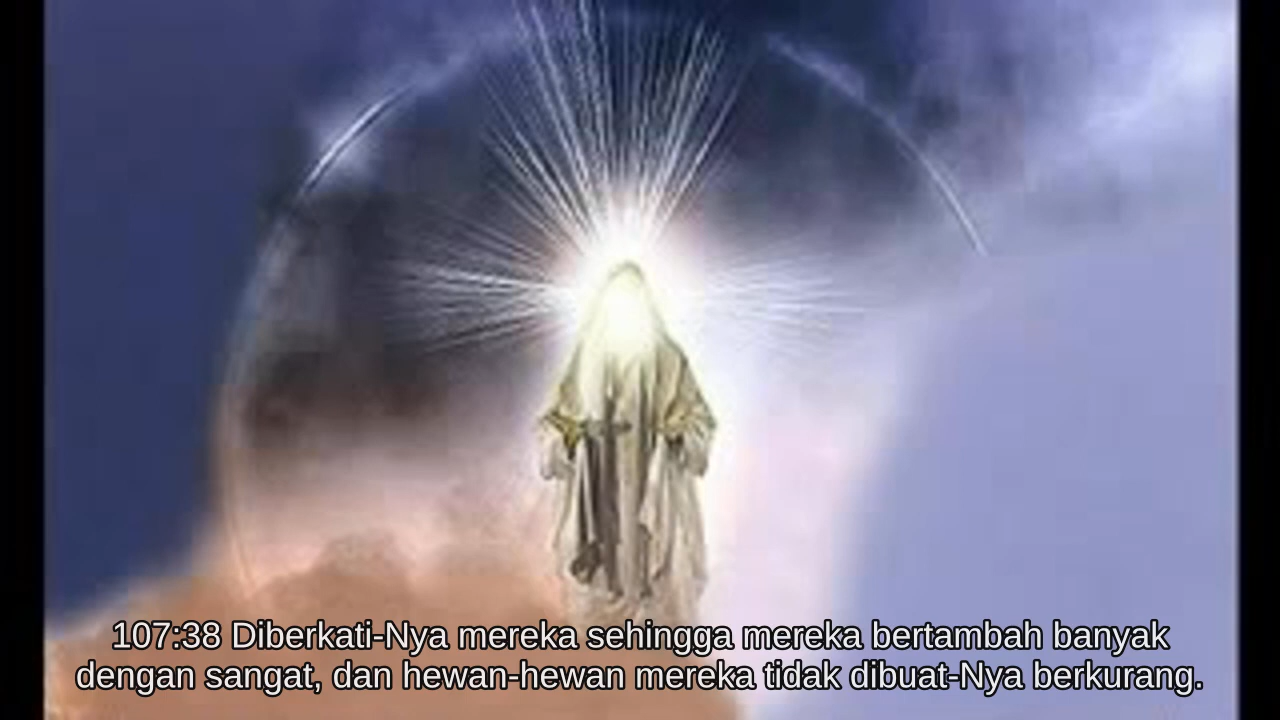 107:38 Diberkati-Nya mereka sehingga mereka bertambah banyak
dengan sangat, dan hewan-hewan mereka tidak dibuat-Nya berkurang.